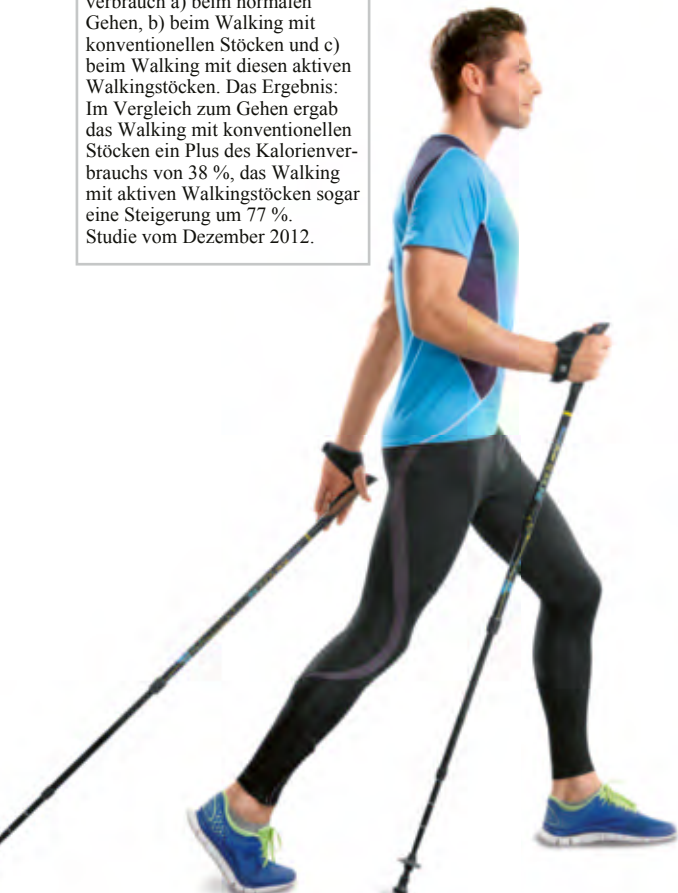 verbrauch a) beim normalen
Gehen, b) beim Walking mit
konventionellen Stöcken und c)
beim Walking mit diesen aktiven
Walkingstöcken. Das Ergebnis:
Im Vergleich zum Gehen ergab
das Walking mit konventionellen
Stöcken ein Plus des Kalorienver-
brauchs von 38 %, das Walking
mit aktiven Walkingstöcken sogar
eine Steigerung um 77 %.
Studie vom Dezember 2012.